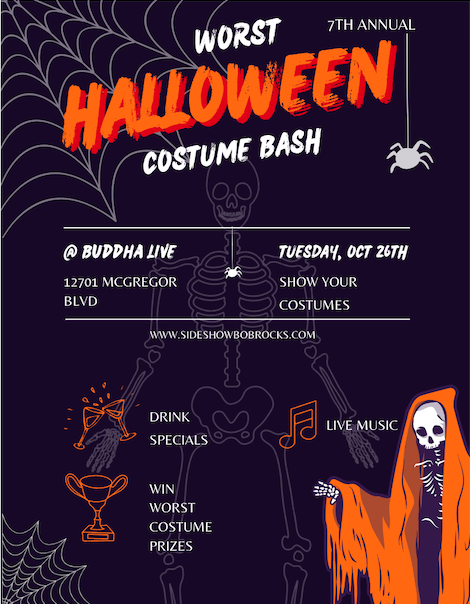 7TH ANNUAL
WORST
HALLOWEEN
COSTUME BASH
@ BUDDHA LIVE
12701 MCGREGOR
BLVD
TUESDAY, OCT 26TH
SHOW YOUR
COSTUMES
WWW.SIDESHOWBOBROCKS.COM
DRINK
SPECIALS
LIVE MUSIC
WIN
WORST
COSTUME
PRIZES